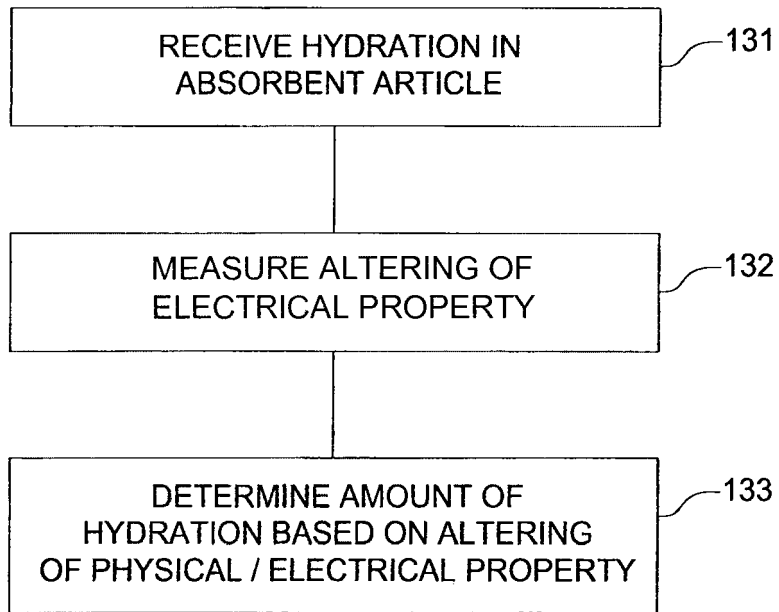 RECEIVE HYDRATION IN
ABSORBENT ARTICLE
131
MEASURE ALTERING OF
ELECTRICAL PROPERTY
132
DETERMINE AMOUNT OF
HYDRATION BASED ON ALTERING
OF PHYSICAL / ELECTRICAL PROPERTY
133